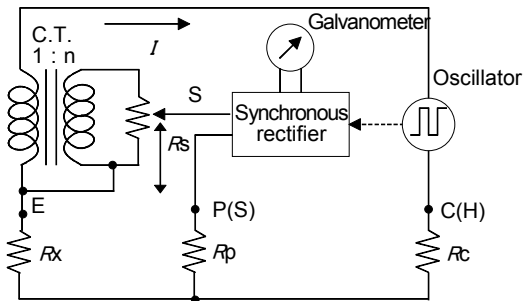 Galvanometer
C.T.
1 : n
I
Oscillator
S
Synchronous
rectifier
Rs
E
P(S)
C(H)
Rx
Rp
Rc